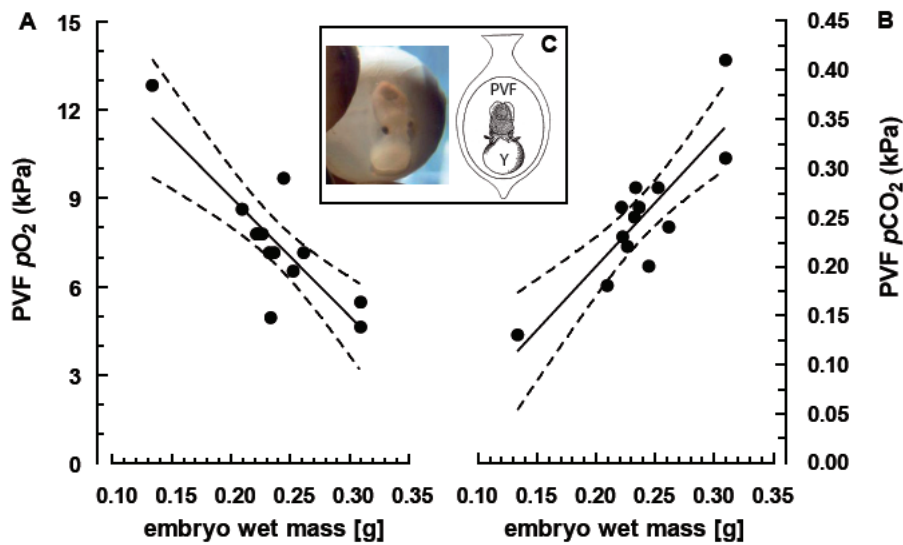 A
15
12
9
6
3
0
PVF pO₂ (kPa)
0.10 0.15 0.20 0.25 0.30 0.35
embryo wet mass [g]
C
PVF
Y
B
0.45
0.40
0.35
0.30
0.25
0.20
0.15
0.10
0.05
0.00
PVF pCO₂ (kPa)
0.10 0.15 0.20 0.25 0.30 0.35
embryo wet mass [g]